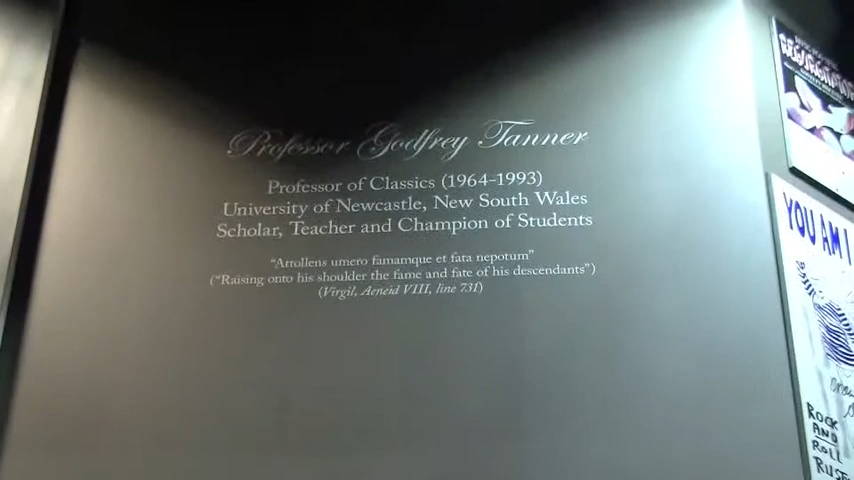 Professor Godfrey Tanner
Professor of Classics (1964-1993)
University of Newcastle, New South Wales
Scholar, Teacher and Champion of Students
"Attollens umero famamque et fata nepotum"
("Raising onto his shoulder the fame and fate of his descendants")
(Virgil, Aeneid VIII, line 731)
YOU AM I
ROCK
AND
ROLL